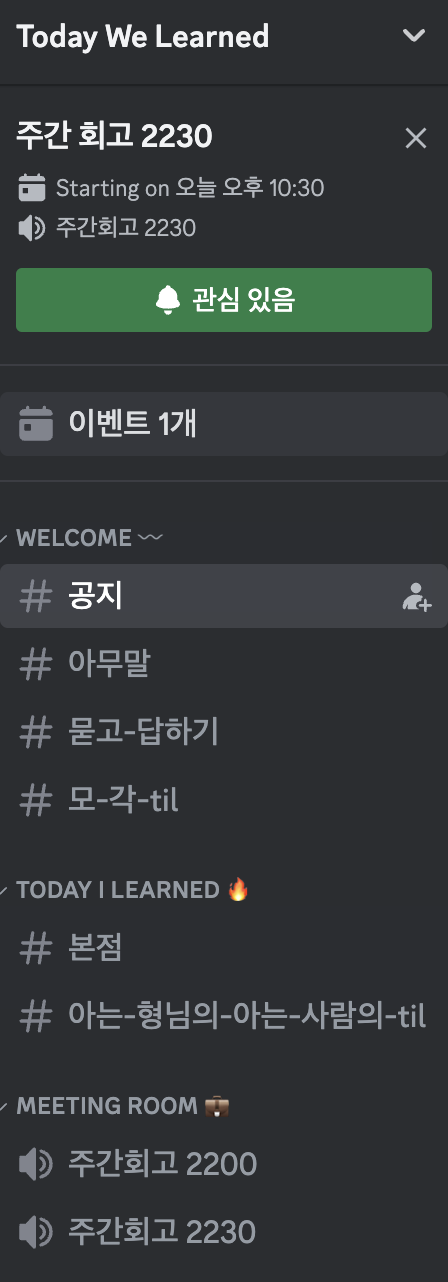 Today We Learned
주간 회고 2230
Starting on 오늘 오후 10:30
주간회고 2230
관심 있음
이벤트 1개
WELCOME 〰️
# 공지
# 아무말
# 묻고-답하기
# 모-각-til
TODAY I LEARNED 🔥
# 본점
# 아는-형님의-아는-사람의-til
MEETING ROOM 💼
주간회고 2200
주간회고 2230